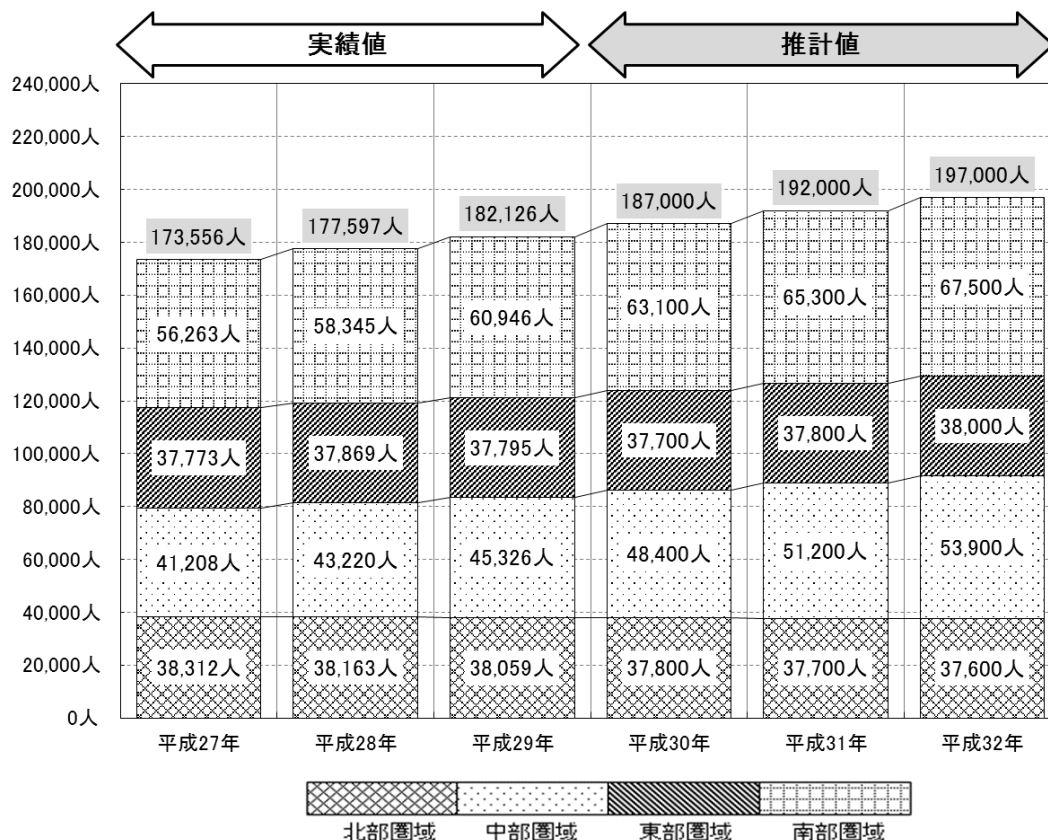 実績値 推計値
240,000人
220,000人
200,000人
180,000人
160,000人
140,000人
120,000人
100,000人
80,000人
60,000人
40,000人
20,000人
0人
173,556人 177,597人 182,126人 187,000人 192,000人 197,000人
56,263人 58,345人 60,946人 63,100人 65,300人 67,500人
37,773人 37,869人 37,795人 37,700人 37,800人 38,000人
41,208人 43,220人 45,326人 48,400人 51,200人 53,900人
38,312人 38,163人 38,059人 37,800人 37,700人 37,600人
平成27年 平成28年 平成29年 平成30年 平成31年 平成32年
北部圏域 中部圏域 東部圏域 南部圏域